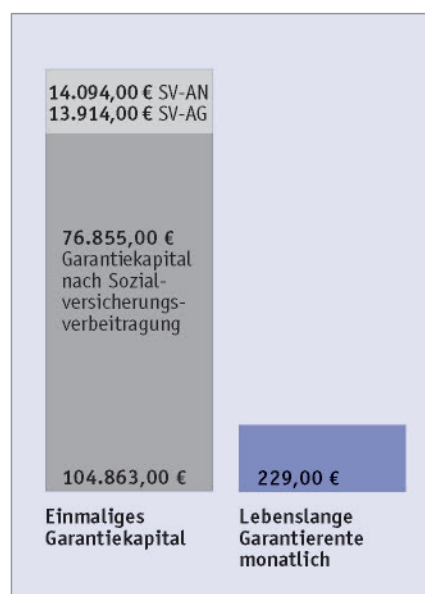 14.094,00 € SV-AN
13.914,00 € SV-AG
76.855,00 €
Garantiekapital
nach Sozial-
versicherungs-
verbeitragung
104.863,00 €
229,00 €
Einmaliges
Garantiekapital
Lebenslange
Garantierente
monatlich